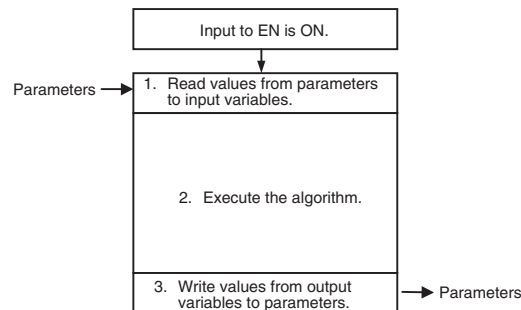 Input to EN is ON.
Parameters
1. Read values from parameters
to input variables.
2. Execute the algorithm.
3. Write values from output
variables to parameters.
Parameters